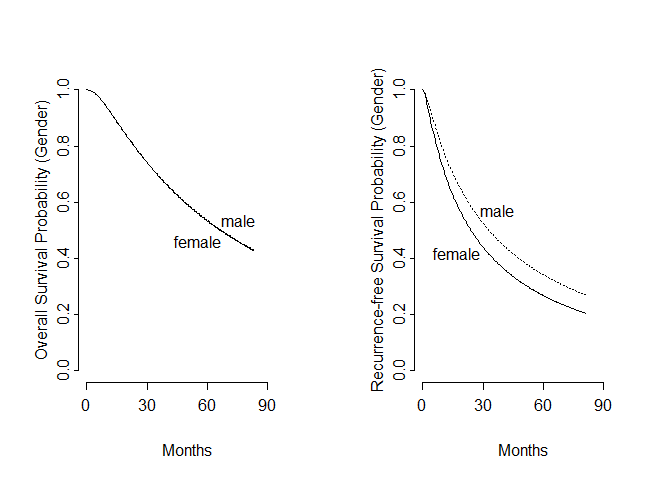 Overall Survival Probability (Gender)
1.0
0.8
0.6
0.4
0.2
0.0
male
female
0 30 60 90
Months
Recurrence-free Survival Probability (Gender)
1.0
0.8
0.6
0.4
0.2
0.0
male
female
0 30 60 90
Months